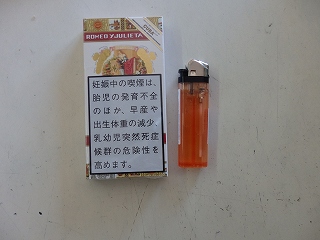 ROMEO Y JULIETA
妊娠中の喫煙は、
胎児の発育不全
のほか、早産や
出生体重の減少、
乳幼児突然死症
候群の危険性を
高めます。